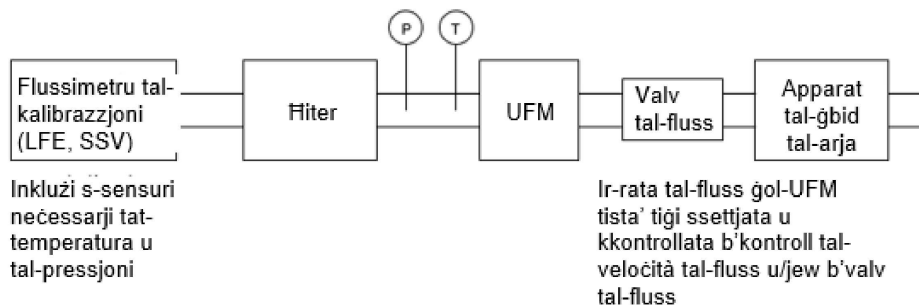 P T
Flussimetru tal-
kalibrazzjoni
(LFE, SSV)
Ħiter
UFM
Valv
tal-fluss
Apparat
tal-ġbid
tal-arja
Inklużi s-sensuri
neċessarji tat-
temperatura u
tal-pressjoni
Ir-rata tal-fluss ġol-UFM
tista’ tiġi ssettjata u
kkontrollata b’kontroll tal-
veloċità tal-fluss u/jew b’valv
tal-fluss